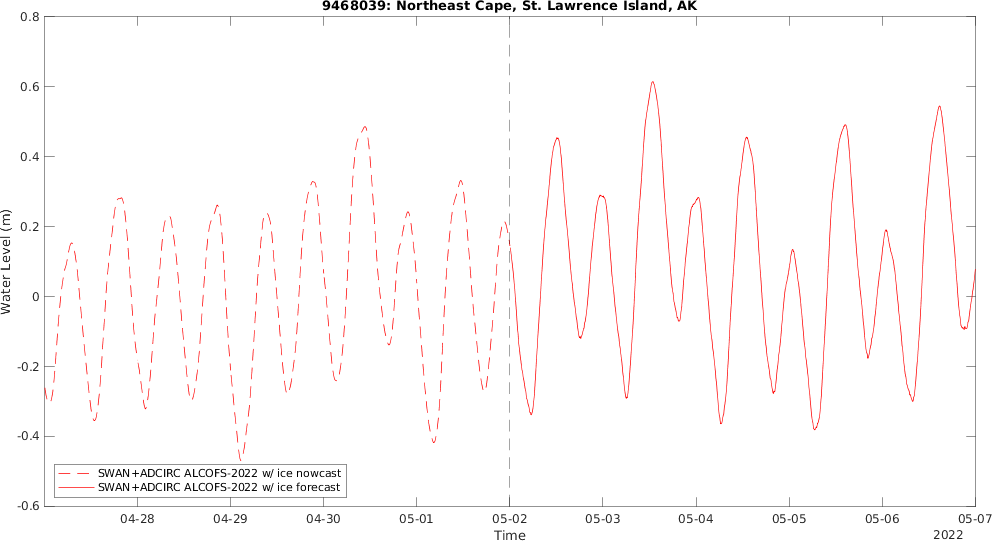 9468039: Northeast Cape, St. Lawrence Island, AK
0.8
0.6
0.4
0.2
0
-0.2
-0.4
-0.6
Water Level (m)
SWAN+ADCIRC ALCOFS-2022 w/ ice nowcast
SWAN+ADCIRC ALCOFS-2022 w/ ice forecast
04-28 04-29 04-30 05-01 05-02 05-03 05-04 05-05 05-06 05-07
Time
2022